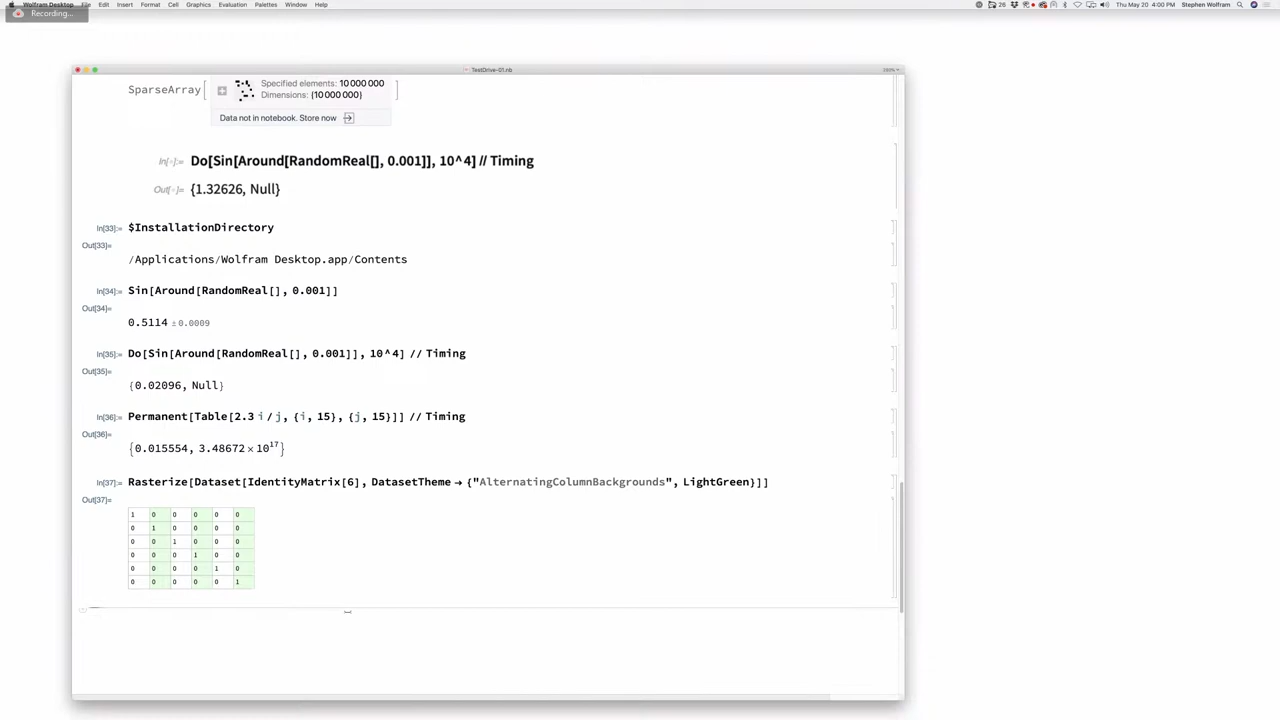 Wolfram Desktop File Edit Insert Format Cell Graphics Evaluation Palettes Window Help 26 Thu May 20 4:00 PM Stephen Wolfram
Recording...
TestDrive-01.nb
SparseArray[ Specified elements: 10 000 000 ]
Dimensions: {10 000 000}
Data not in notebook. Store now
In[◦]:= Do[Sin[Around[RandomReal[], 0.001]], 10^4] // Timing
Out[◦]= {1.32626, Null}
In[33]:= $InstallationDirectory
Out[33]=
/Applications/Wolfram Desktop.app/Contents
In[34]:= Sin[Around[RandomReal[], 0.001]]
Out[34]=
0.5114 ± 0.0009
In[35]:= Do[Sin[Around[RandomReal[], 0.001]], 10^4] // Timing
Out[35]=
{0.02096, Null}
In[36]:= Permanent[Table[2.3 i / j, {i, 15}, {j, 15}]] // Timing
Out[36]=
{0.015554, 3.48672 × 10^17}
In[37]:= Rasterize[Dataset[IdentityMatrix[6], DatasetTheme → {"AlternatingColumnBackgrounds", LightGreen}]]
Out[37]=
1 0 0 0 0 0
0 1 0 0 0 0
0 0 1 0 0 0
0 0 0 1 0 0
0 0 0 0 1 0
0 0 0 0 0 1